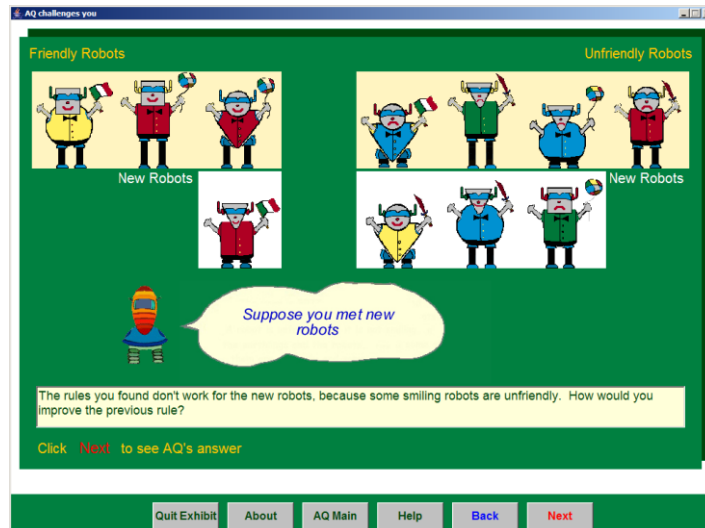 AQ challenges you
Friendly Robots
Unfriendly Robots
New Robots
New Robots
Suppose you met new
robots
The rules you found don't work for the new robots, because some smiling robots are unfriendly.  How would you
improve the previous rule?
Click Next to see AQ's answer
Quit Exhibit
About
AQ Main
Help
Back
Next